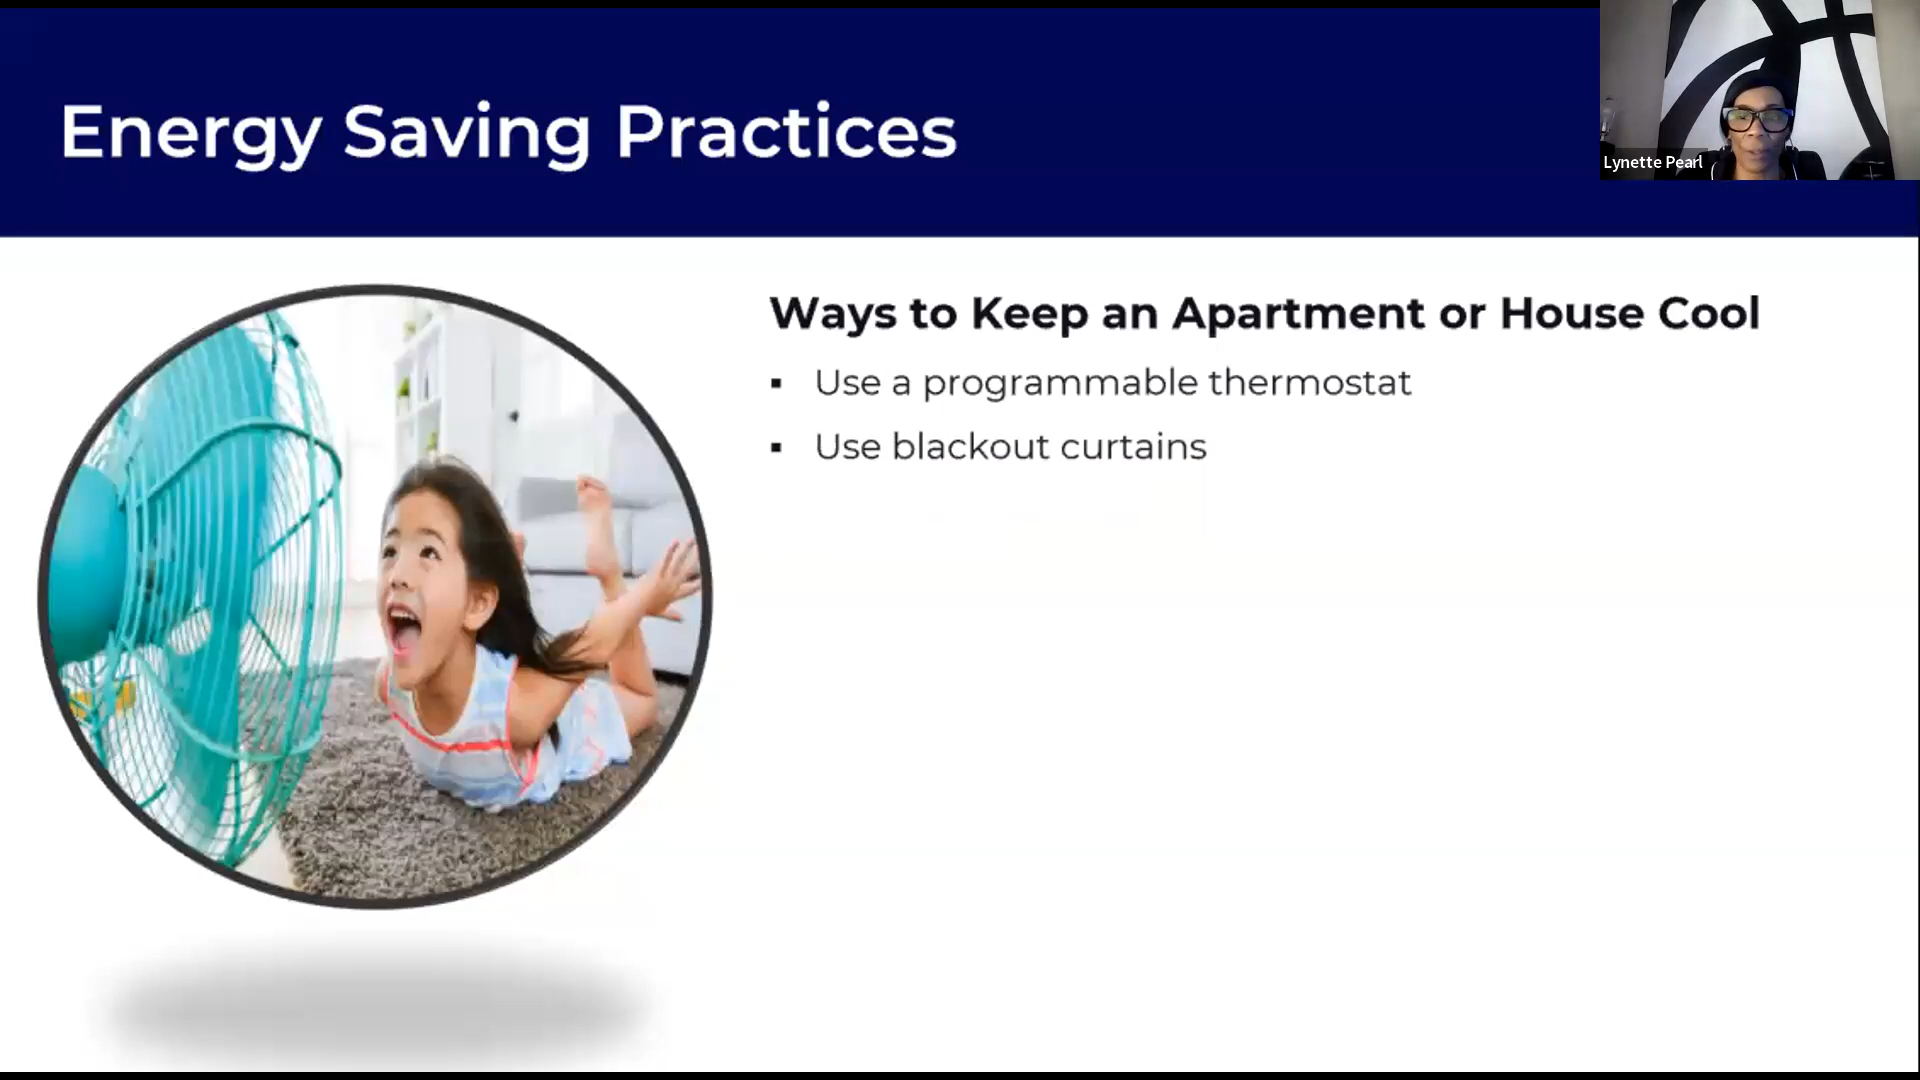 Energy Saving Practices
Lynette Pearl
Ways to Keep an Apartment or House Cool
▪ Use a programmable thermostat
▪ Use blackout curtains